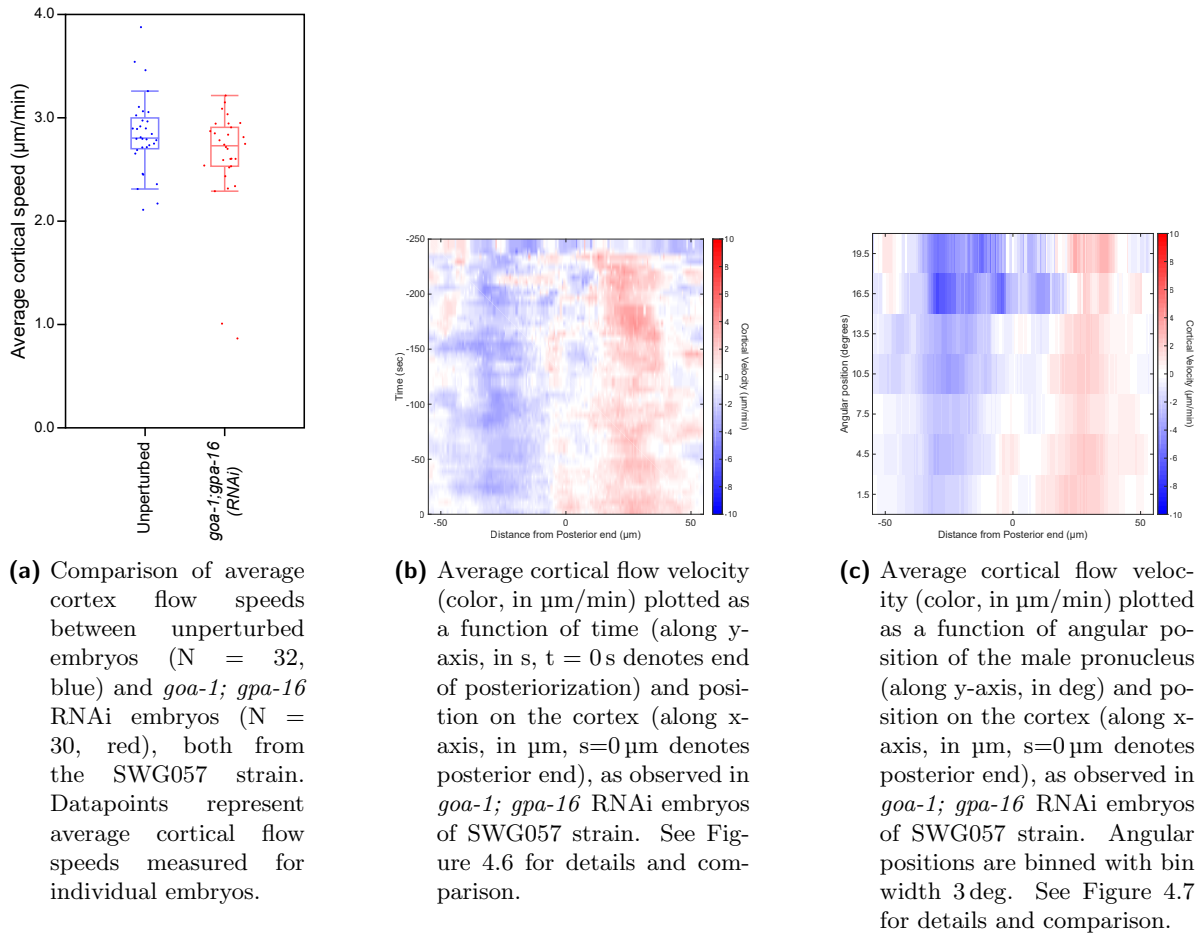 4.0
3.0
2.0
1.0
0.0
Average cortical speed (µm/min)
Unperturbed
goa-1;gpa-16
(RNAi)
-250
-200
-150
-100
-50
0
Time (sec)
-50
0
50
Distance from Posterior end (µm)
10
8
6
4
2
0
-2
-4
-6
-8
-10
Cortical Velocity (µm/min)
19.5
16.5
13.5
10.5
7.5
4.5
1.5
Angular position (degrees)
-50
0
50
Distance from Posterior end (µm)
10
8
6
4
2
0
-2
-4
-6
-8
-10
Cortical Velocity (µm/min)
(a) Comparison of average
cortex flow speeds
between unperturbed
embryos (N = 32,
blue) and goa-1; gpa-16
RNAi embryos (N =
30, red), both from
the SWG057 strain.
Datapoints represent
average cortical flow
speeds measured for
individual embryos.
(b) Average cortical flow velocity
(color, in µm/min) plotted as
a function of time (along y-
axis, in s, t = 0 s denotes end
of posteriorization) and posi-
tion on the cortex (along x-
axis, in µm, s=0 µm denotes
posterior end), as observed in
goa-1; gpa-16 RNAi embryos
of SWG057 strain. See Fig-
ure 4.6 for details and com-
parison.
(c) Average cortical flow veloc-
ity (color, in µm/min) plotted
as a function of angular po-
sition of the male pronucleus
(along y-axis, in deg) and po-
sition on the cortex (along x-
axis, in µm, s=0 µm denotes
posterior end), as observed in
goa-1; gpa-16 RNAi embryos
of SWG057 strain. Angular
positions are binned with bin
width 3 deg. See Figure 4.7
for details and comparison.